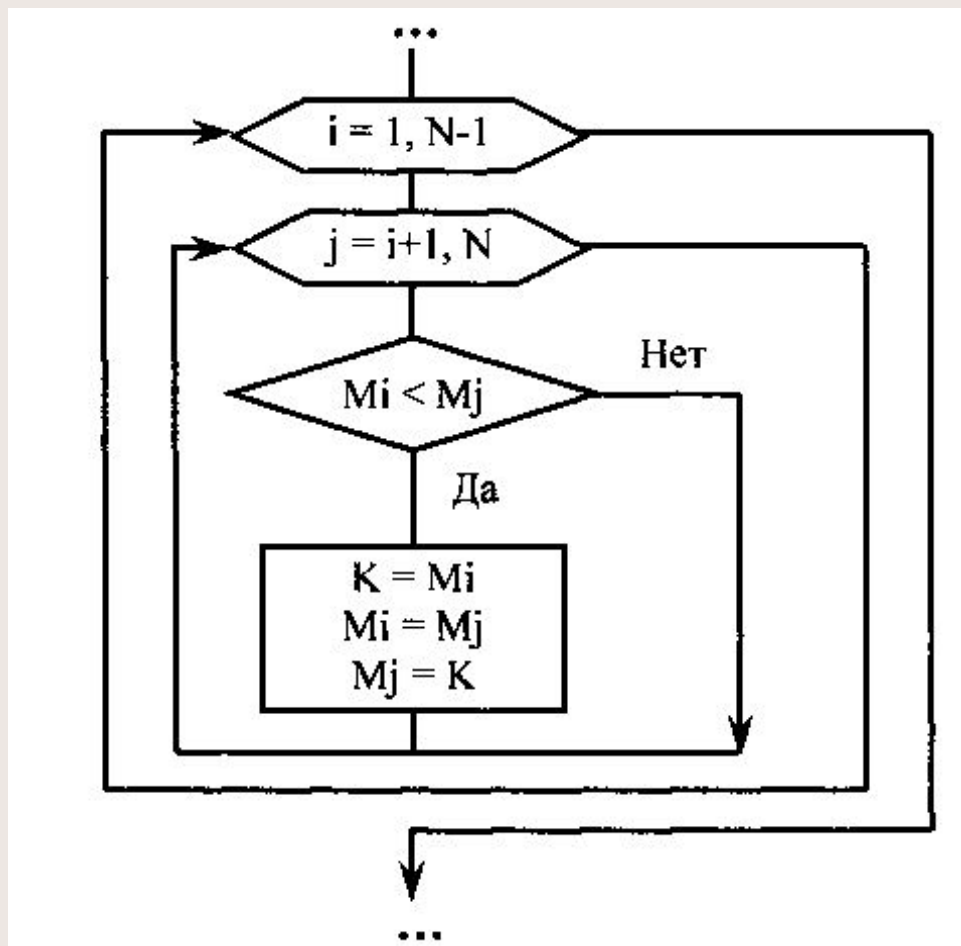 ...
i = 1, N-1
j = i+1, N
Нет
Mi < Mj
Да
K = Mi
Mi = Mj
Mj = K
...